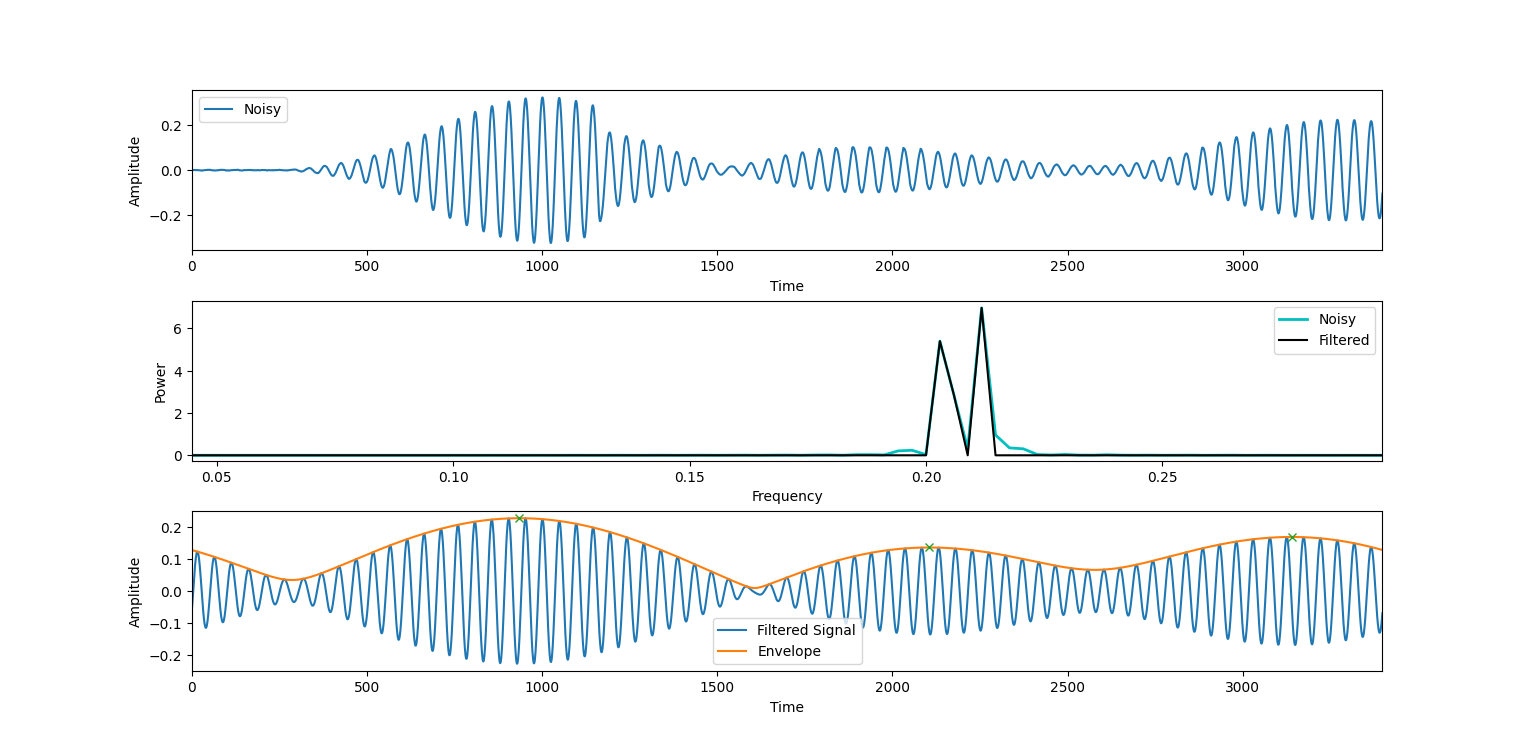 Noisy
Amplitude
0.2
0.0
−0.2
0 500 1000 1500 2000 2500 3000
Time
Noisy
Filtered
Power
6
4
2
0
0.05 0.10 0.15 0.20 0.25
Frequency
Amplitude
0.2
0.1
0.0
−0.1
−0.2
Filtered Signal
Envelope
0 500 1000 1500 2000 2500 3000
Time